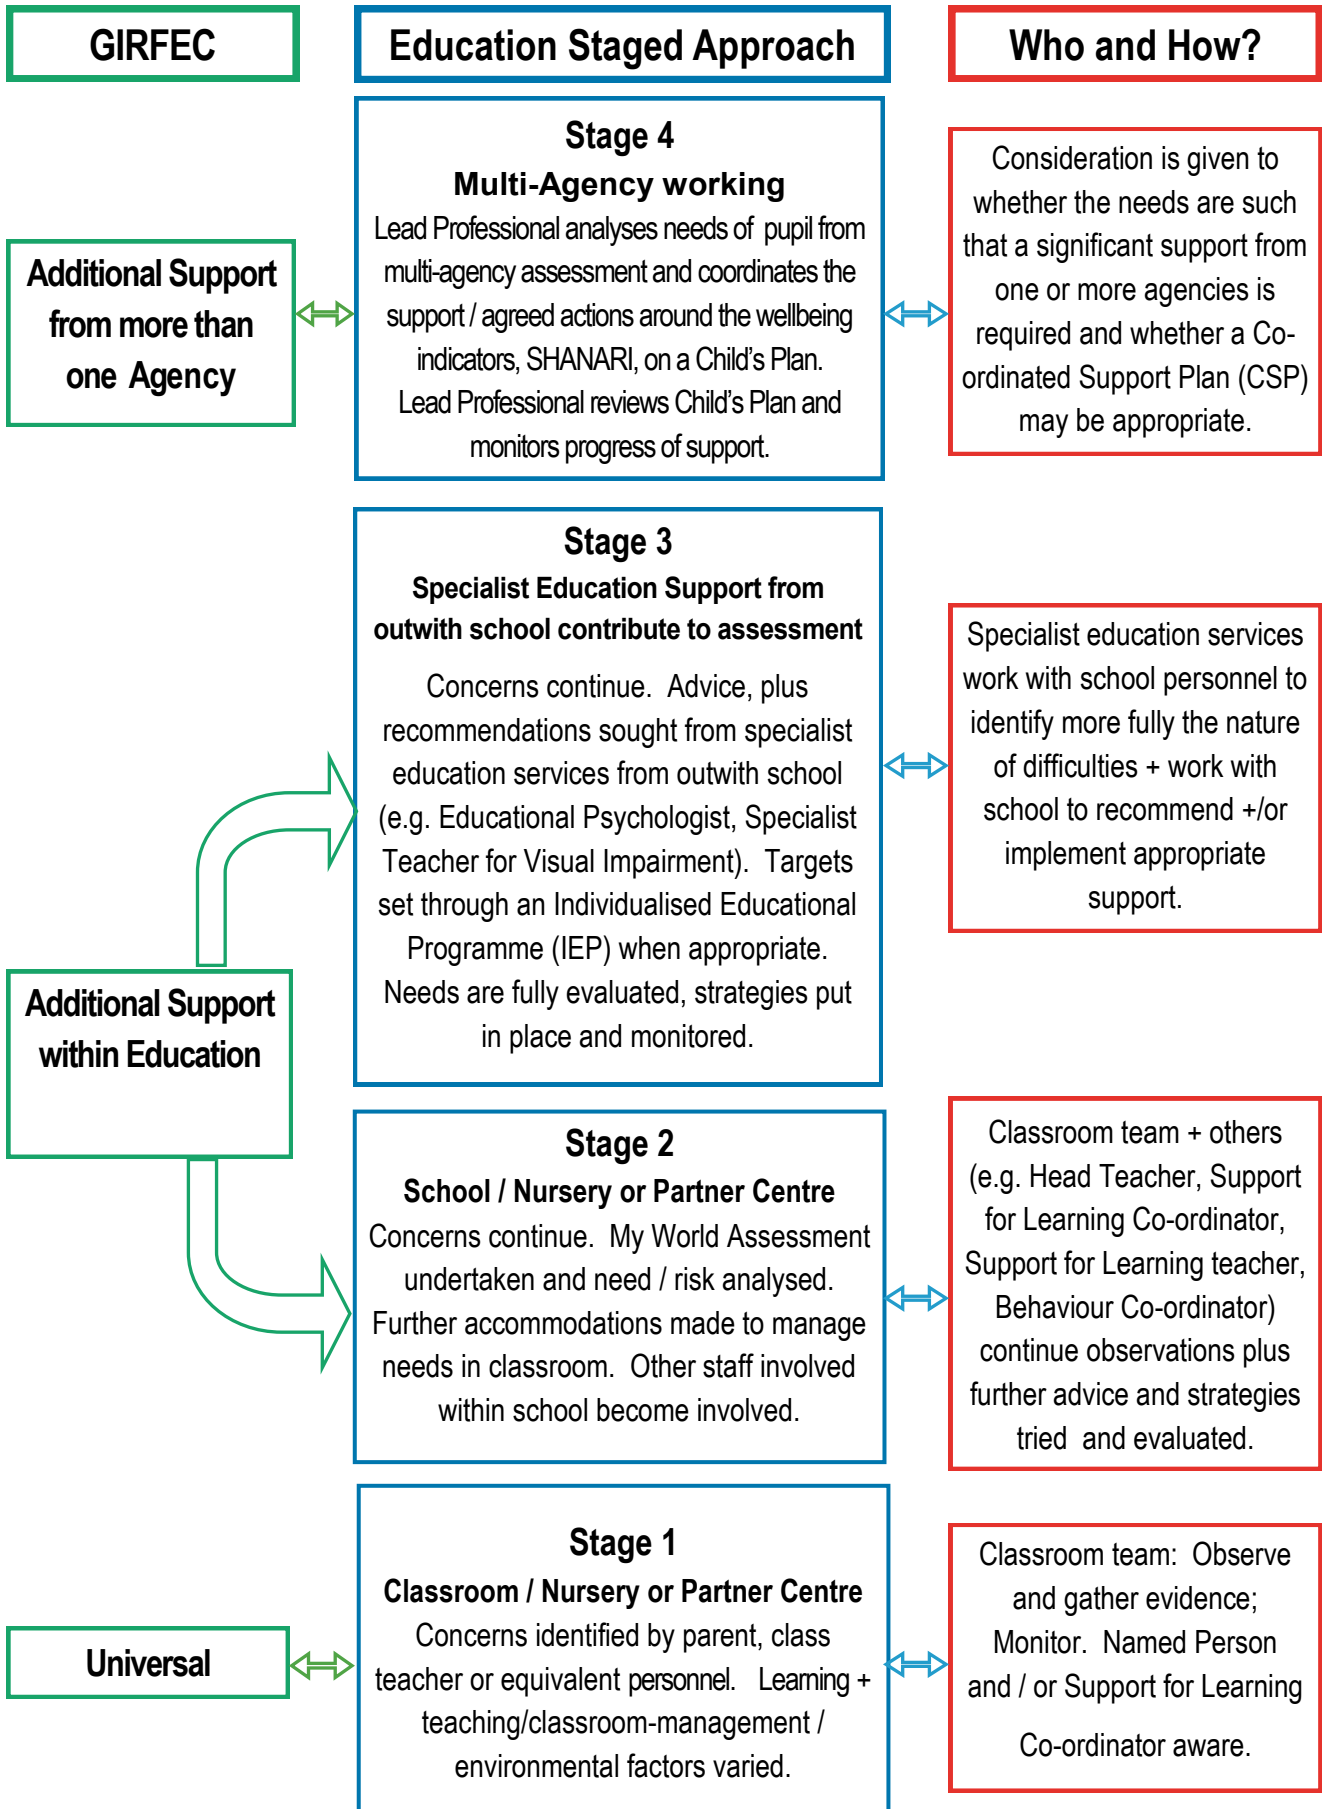 GIRFEC
Education Staged Approach
Who and How?
Additional Support
from more than
one Agency
Stage 4
Multi-Agency working
Lead Professional analyses needs of pupil from
multi-agency assessment and coordinates the
support / agreed actions around the wellbeing
indicators, SHANARI, on a Child's Plan.
Lead Professional reviews Child's Plan and
monitors progress of support.
Consideration is given to
whether the needs are such
that a significant support from
one or more agencies is
required and whether a Co-
ordinated Support Plan (CSP)
may be appropriate.
Additional Support
within Education
Stage 3
Specialist Education Support from
outwith school contribute to assessment
Concerns continue. Advice, plus
recommendations sought from specialist
education services from outwith school
(e.g. Educational Psychologist, Specialist
Teacher for Visual Impairment). Targets
set through an Individualised Educational
Programme (IEP) when appropriate.
Needs are fully evaluated, strategies put
in place and monitored.
Specialist education services
work with school personnel to
identify more fully the nature
of difficulties + work with
school to recommend +/or
implement appropriate
support.
Stage 2
School / Nursery or Partner Centre
Concerns continue. My World Assessment
undertaken and need / risk analysed.
Further accommodations made to manage
needs in classroom. Other staff involved
within school become involved.
Classroom team + others
(e.g. Head Teacher, Support
for Learning Co-ordinator,
Support for Learning teacher,
Behaviour Co-ordinator)
continue observations plus
further advice and strategies
tried and evaluated.
Universal
Stage 1
Classroom / Nursery or Partner Centre
Concerns identified by parent, class
teacher or equivalent personnel. Learning +
teaching/classroom-management /
environmental factors varied.
Classroom team: Observe
and gather evidence;
Monitor. Named Person
and / or Support for Learning
Co-ordinator aware.